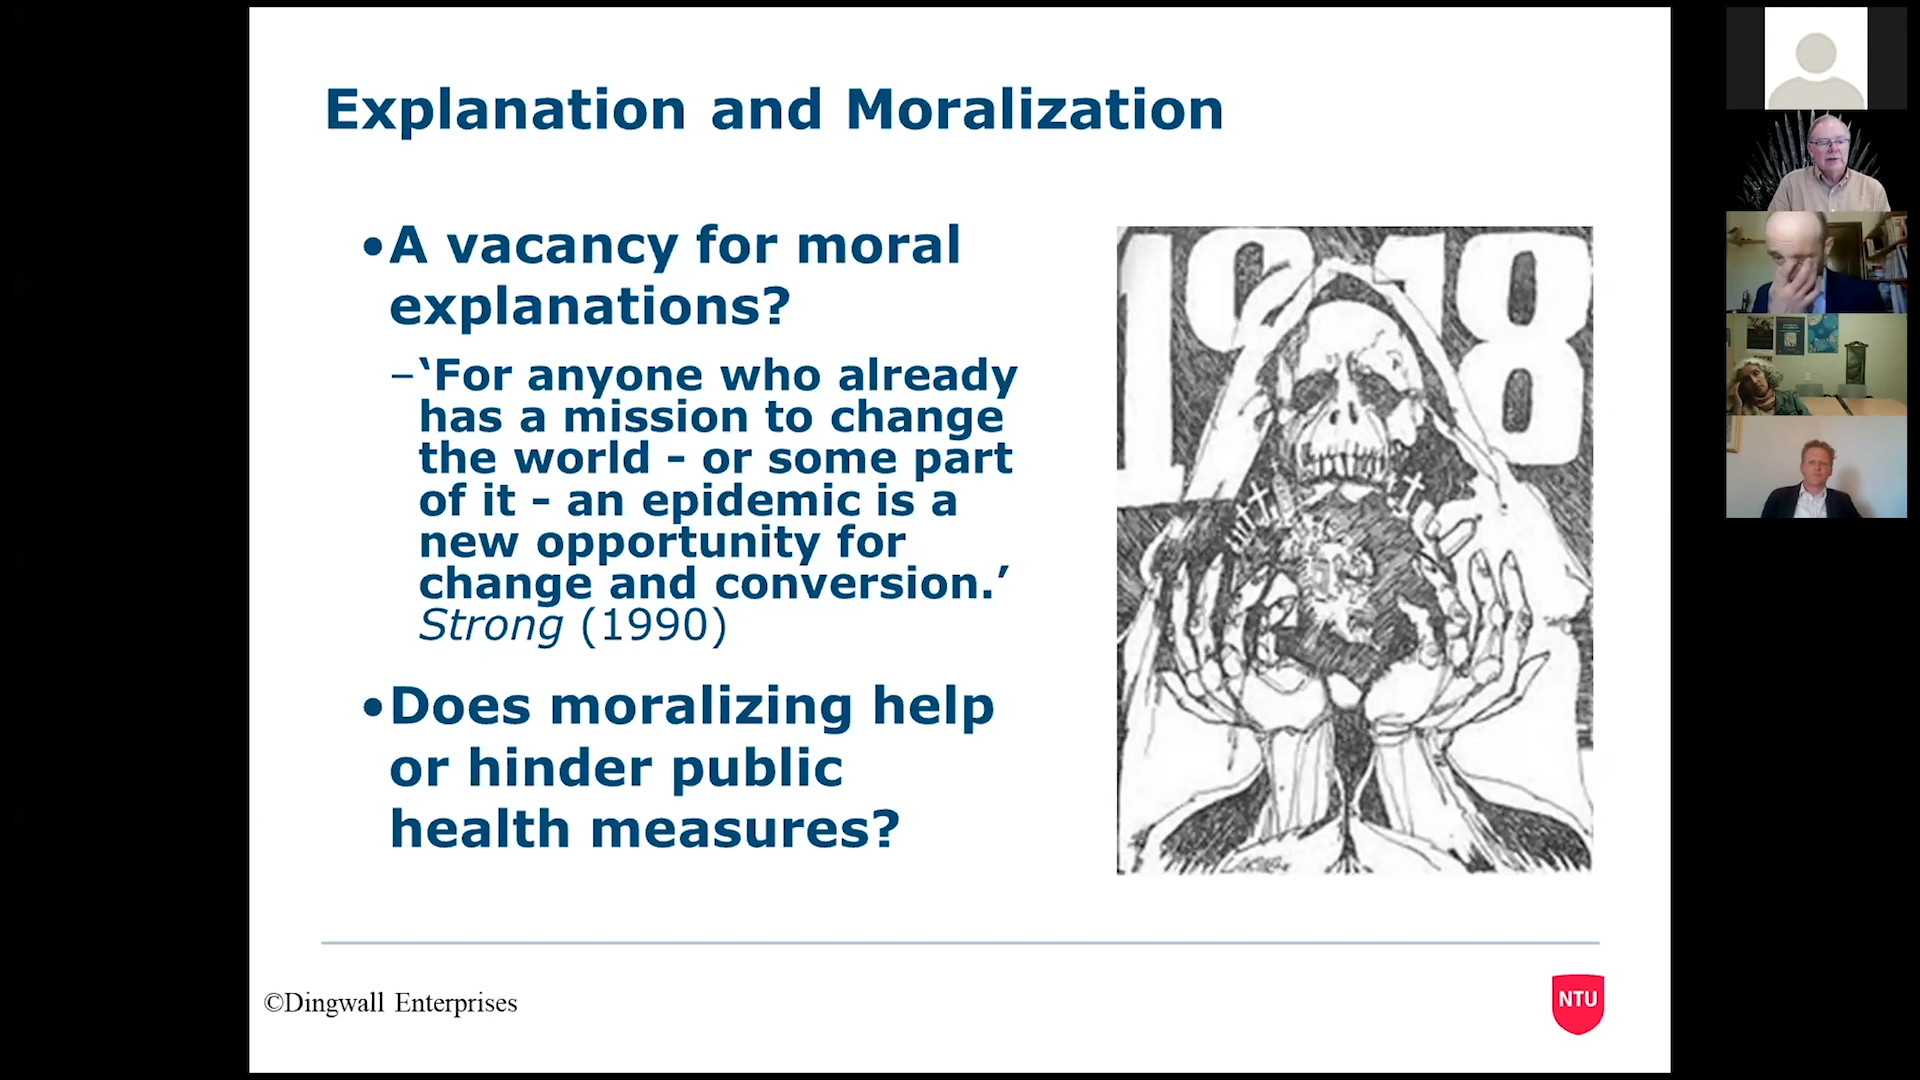 Explanation and Moralization
•A vacancy for moral
explanations?
–‘For anyone who already
has a mission to change
the world - or some part
of it - an epidemic is a
new opportunity for
change and conversion.’
Strong (1990)
•Does moralizing help
or hinder public
health measures?
1918
©Dingwall Enterprises
NTU